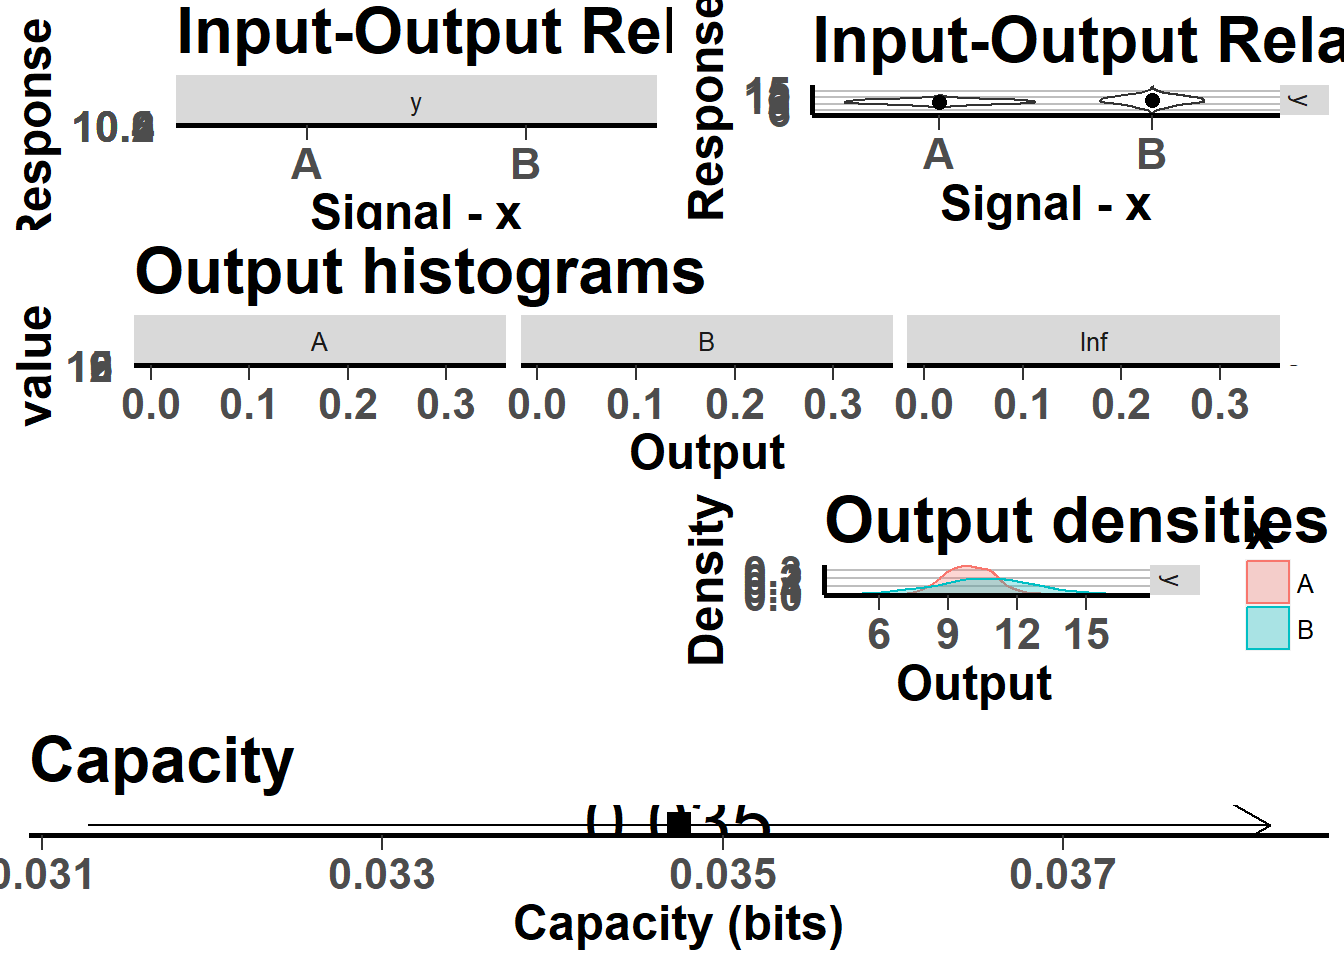 Input-Output Rel
Response
y
A B
Signal - x
Input-Output Rela
Response
y
A B
Signal - x
Output histograms
value
A B Inf
0.0 0.1 0.2 0.3 0.0 0.1 0.2 0.3 0.0 0.1 0.2 0.3
Output
Output densities
Density
y
x
A
B
6 9 12 15
Output
Capacity
0.035
0.031 0.033 0.035 0.037
Capacity (bits)